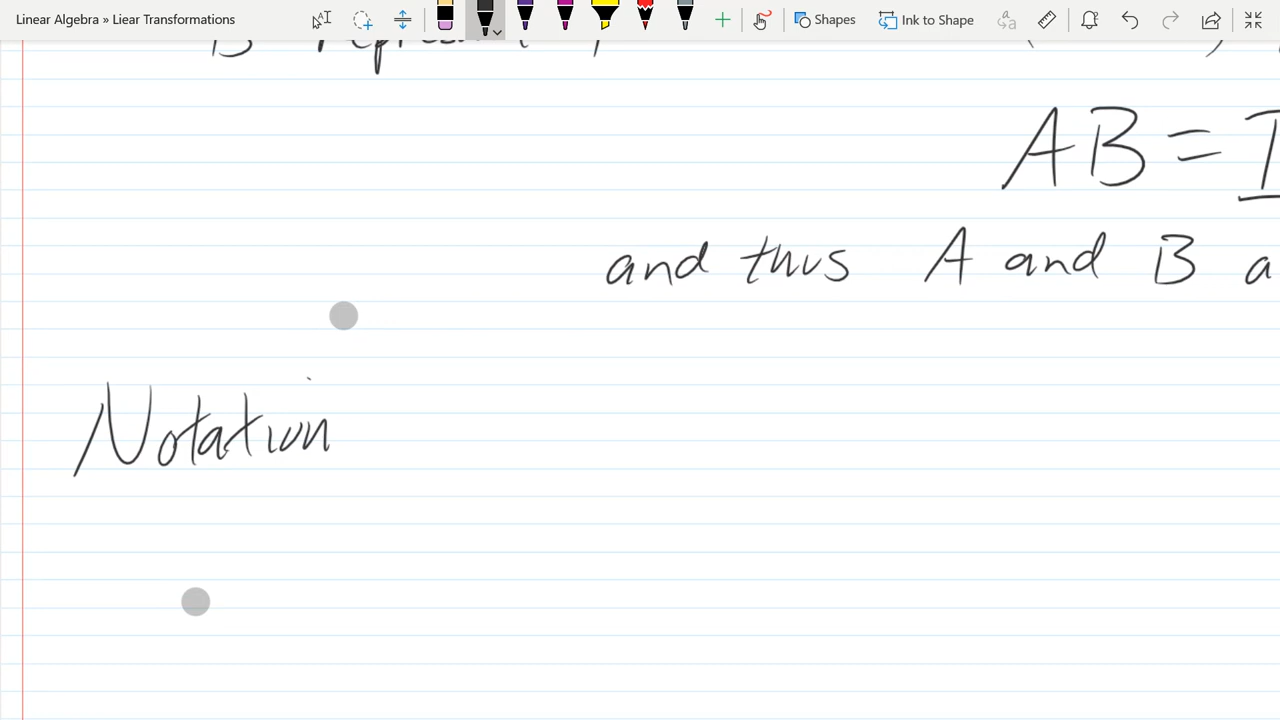 Linear Algebra » Liear Transformations
Shapes
Ink to Shape
B
AB = I
and thus A and B a
Notation